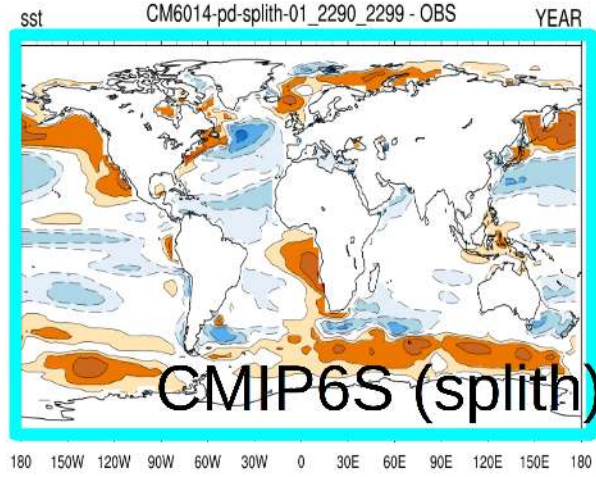 sst CM6014-pd-splith-01_2290_2299 - OBS YEAR
CMIP6S (splith)
180 150W 120W 90W 60W 30W 0 30E 60E 90E 120E 150E 180